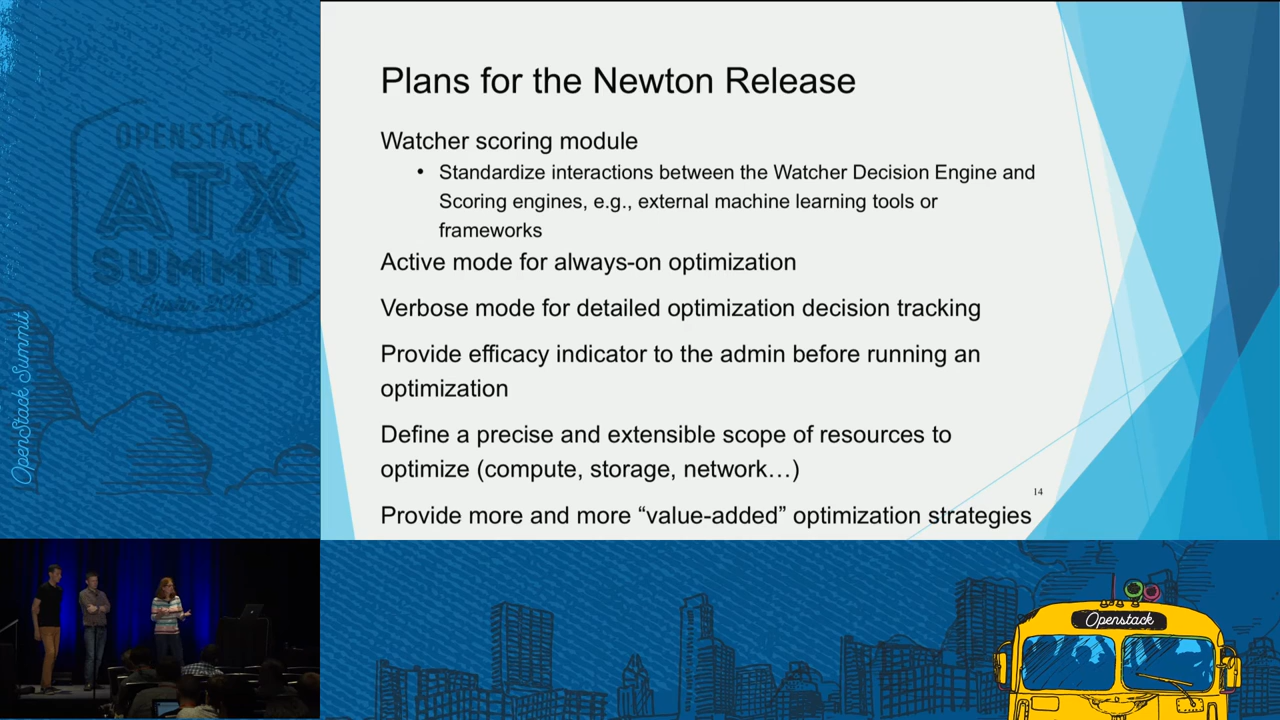 OPENSTACK
ATX
SUMMIT
Austin 2016
OpenStack Summit
Plans for the Newton Release
Watcher scoring module
• Standardize interactions between the Watcher Decision Engine and
Scoring engines, e.g., external machine learning tools or
frameworks
Active mode for always-on optimization
Verbose mode for detailed optimization decision tracking
Provide efficacy indicator to the admin before running an
optimization
Define a precise and extensible scope of resources to
optimize (compute, storage, network…)
14
Provide more and more “value-added” optimization strategies
Openstack